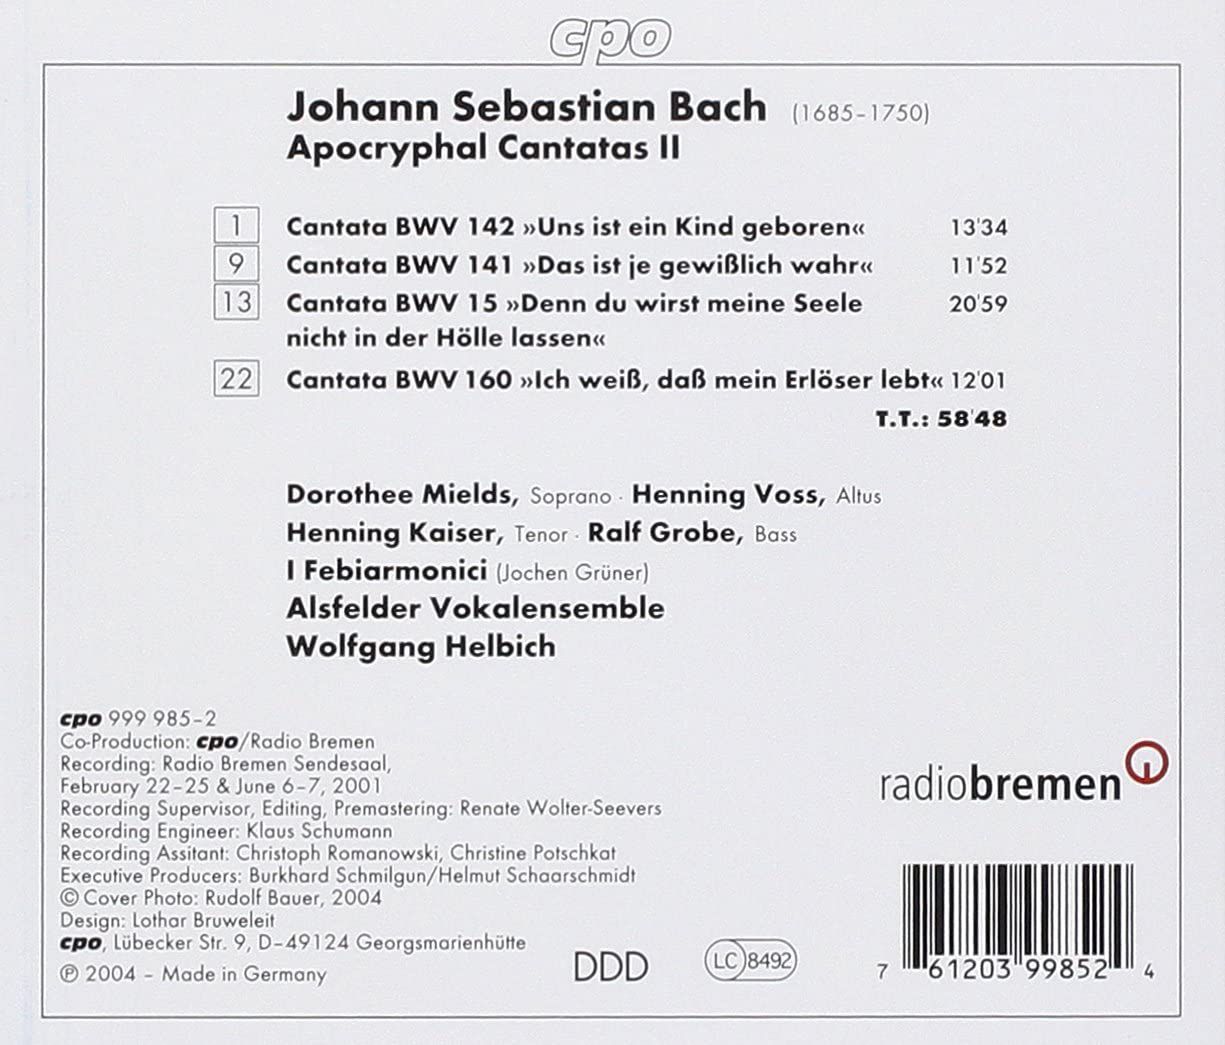 cpo
Johann Sebastian Bach (1685-1750)
Apocryphal Cantatas II
1 Cantata BWV 142 »Uns ist ein Kind geboren« 13'34
9 Cantata BWV 141 »Das ist je gewißlich wahr« 11'52
13 Cantata BWV 15 »Denn du wirst meine Seele 20'59
nicht in der Hölle lassen«
22 Cantata BWV 160 »Ich weiß, daß mein Erlöser lebt« 12'01
T.T.: 58'48
Dorothee Mields, Soprano · Henning Voss, Altus
Henning Kaiser, Tenor · Ralf Grobe, Bass
I Febiarmonici (Jochen Grüner)
Alsfelder Vokalensemble
Wolfgang Helbich
cpo 999 985-2
Co-Production: cpo/Radio Bremen
Recording: Radio Bremen Sendesaal,
February 22-25 & June 6-7, 2001
Recording Supervisor, Editing, Premastering: Renate Wolter-Seevers
Recording Engineer: Klaus Schumann
Recording Assitant: Christoph Romanowski, Christine Potschkat
Executive Producers: Burkhard Schmilgun/Helmut Schaarschmidt
© Cover Photo: Rudolf Bauer, 2004
Design: Lothar Bruweleit
cpo, Lübecker Str. 9, D-49124 Georgsmarienhütte
℗ 2004 - Made in Germany
DDD
LC 8492
radiobremen
7 61203 99852 4